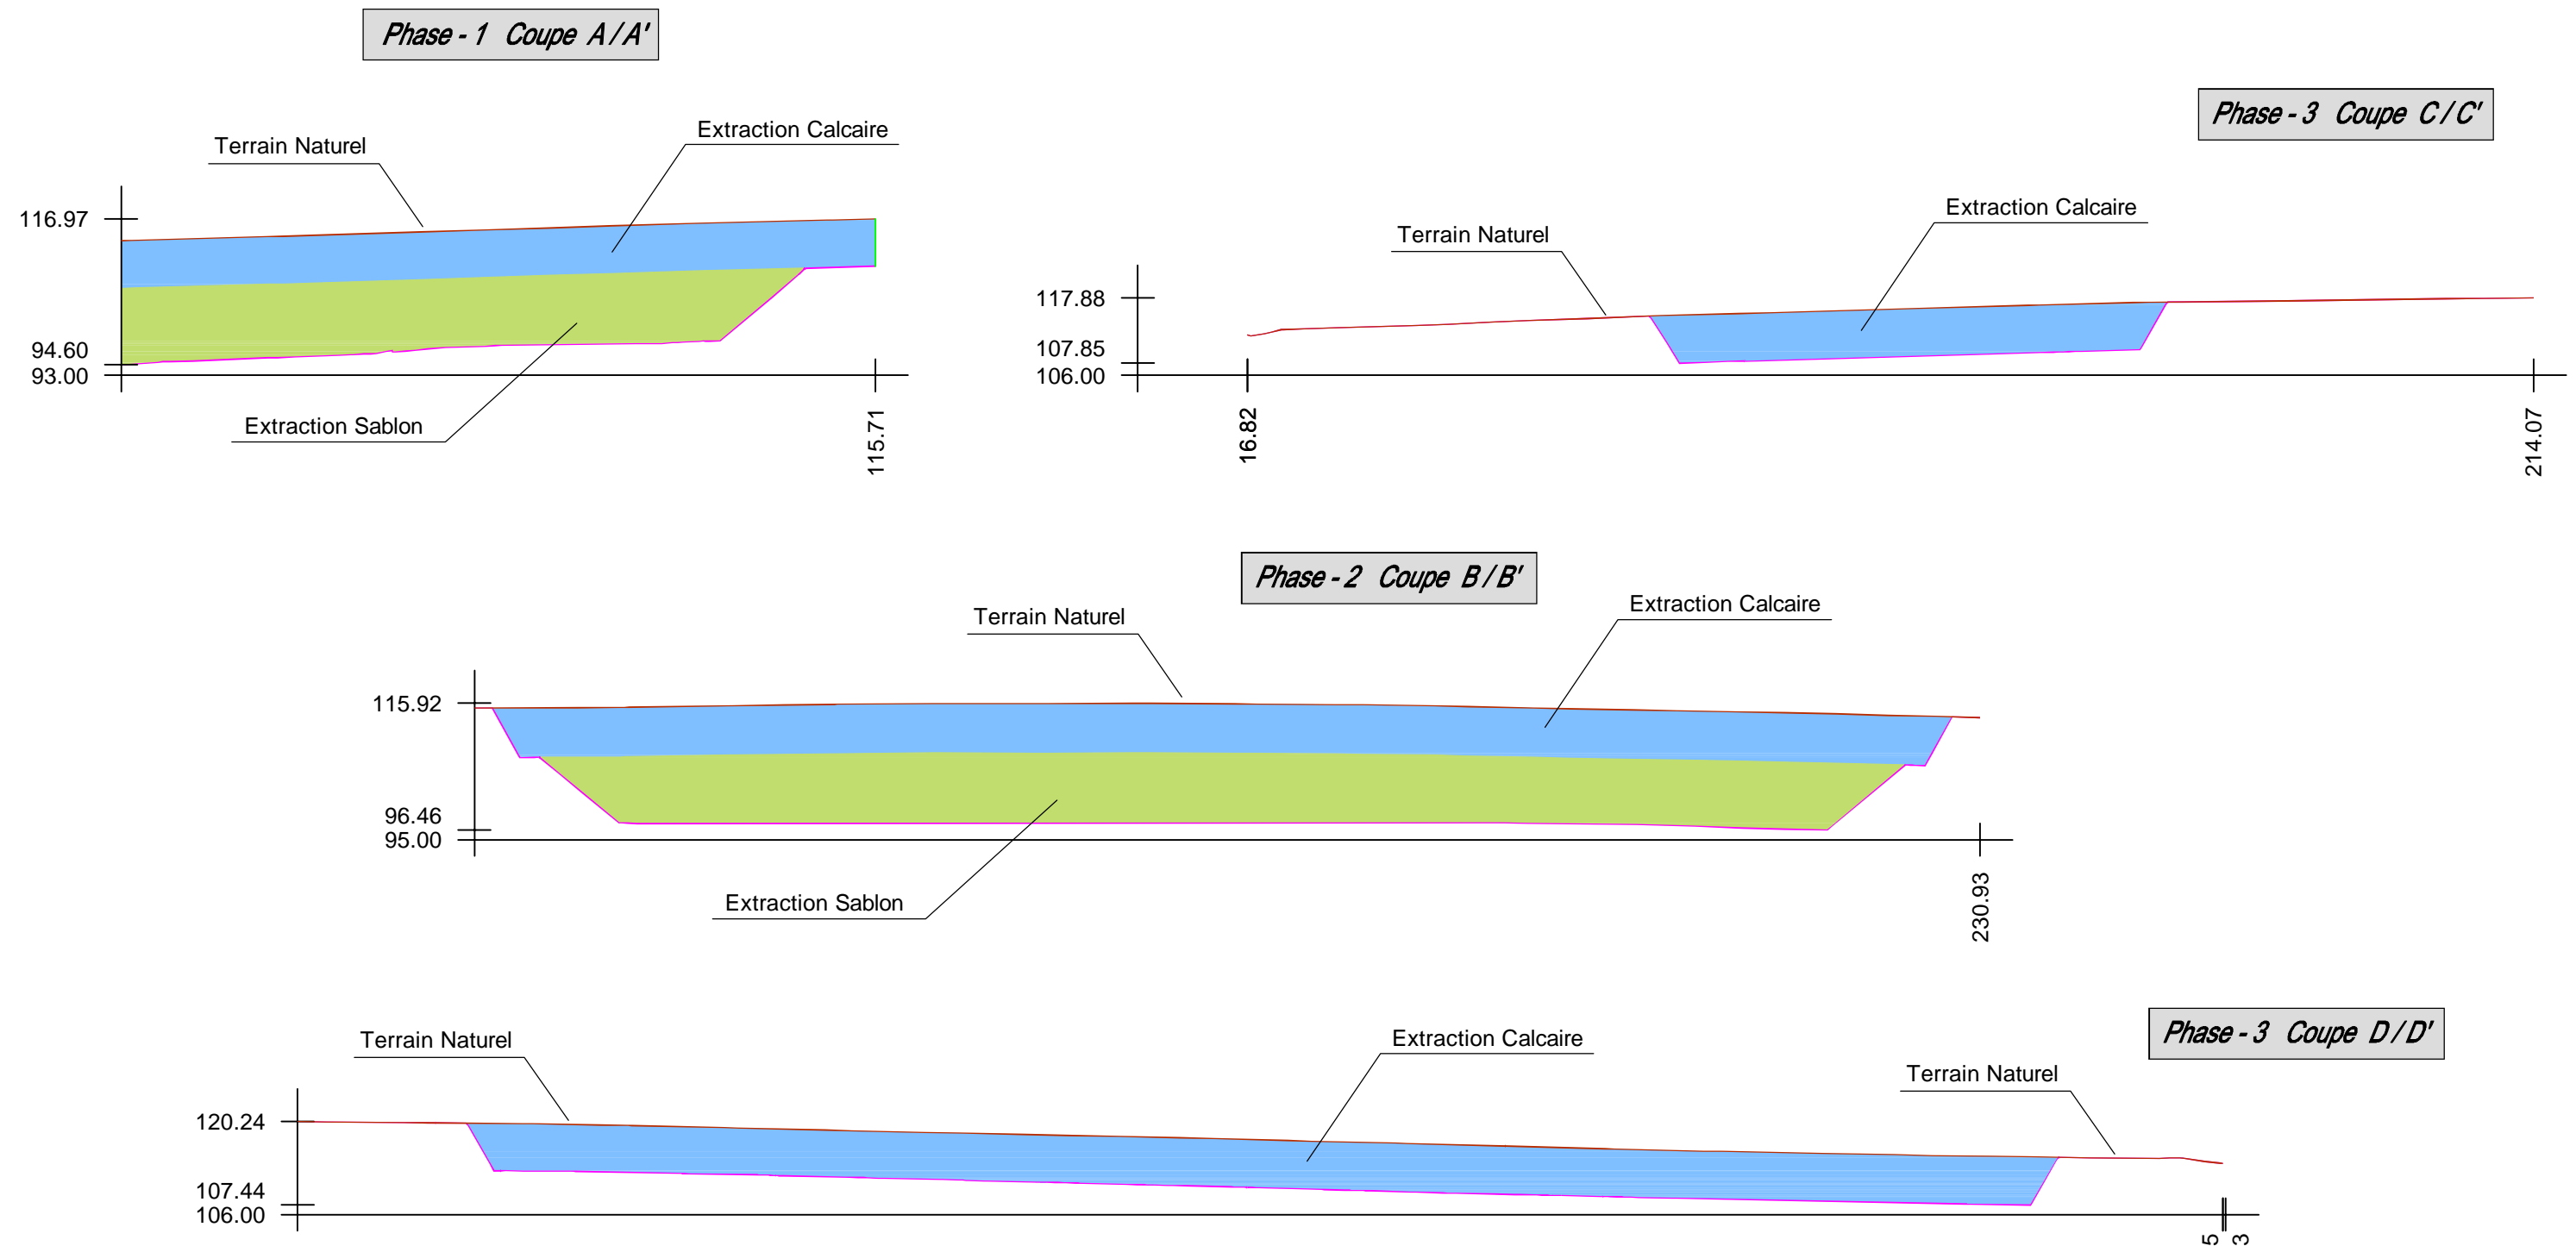 Phase - 1 Coupe A / A'
Terrain Naturel
Extraction Calcaire
116.97
94.60
93.00
115.71
Extraction Sablon
Phase - 3 Coupe C / C'
Terrain Naturel
Extraction Calcaire
117.88
107.85
106.00
16.82
214.07
Phase - 2 Coupe B / B'
Terrain Naturel
Extraction Calcaire
115.92
96.46
95.00
230.93
Extraction Sablon
Phase - 3 Coupe D / D'
Terrain Naturel
Extraction Calcaire
Terrain Naturel
120.24
107.44
106.00
5
3